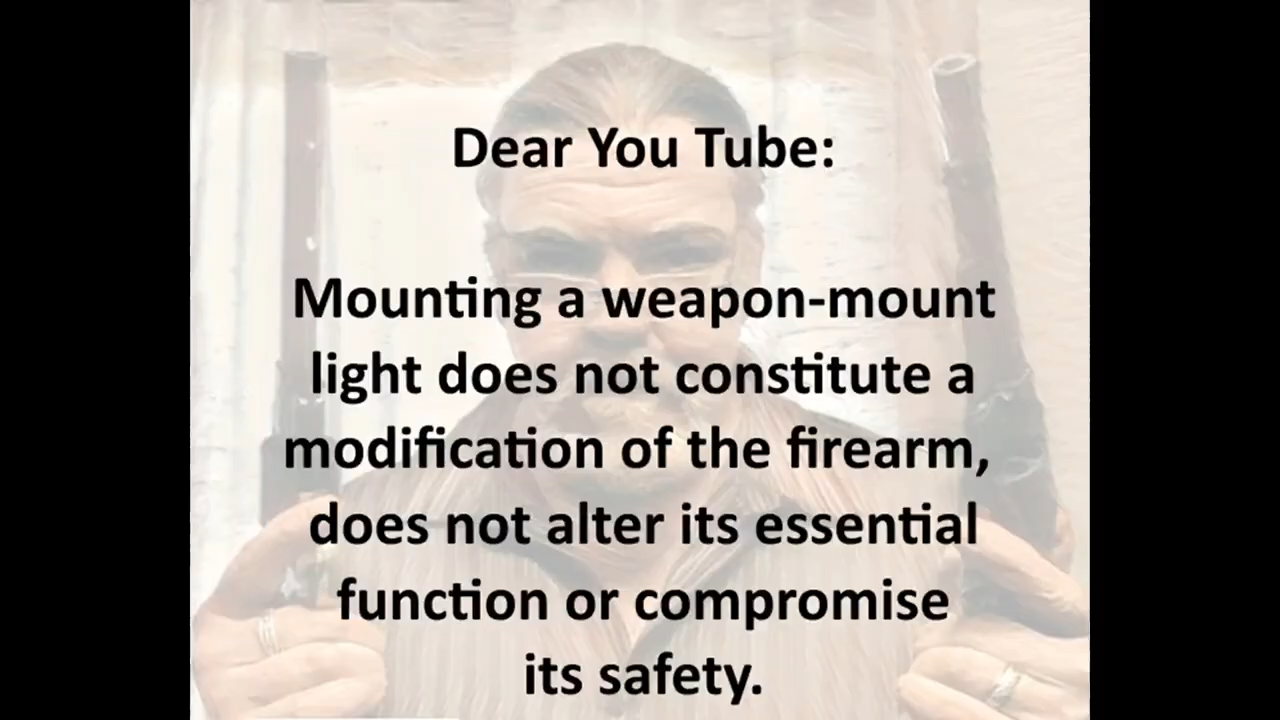 Dear You Tube:
Mounting a weapon-mount
light does not constitute a
modification of the firearm,
does not alter its essential
function or compromise
its safety.